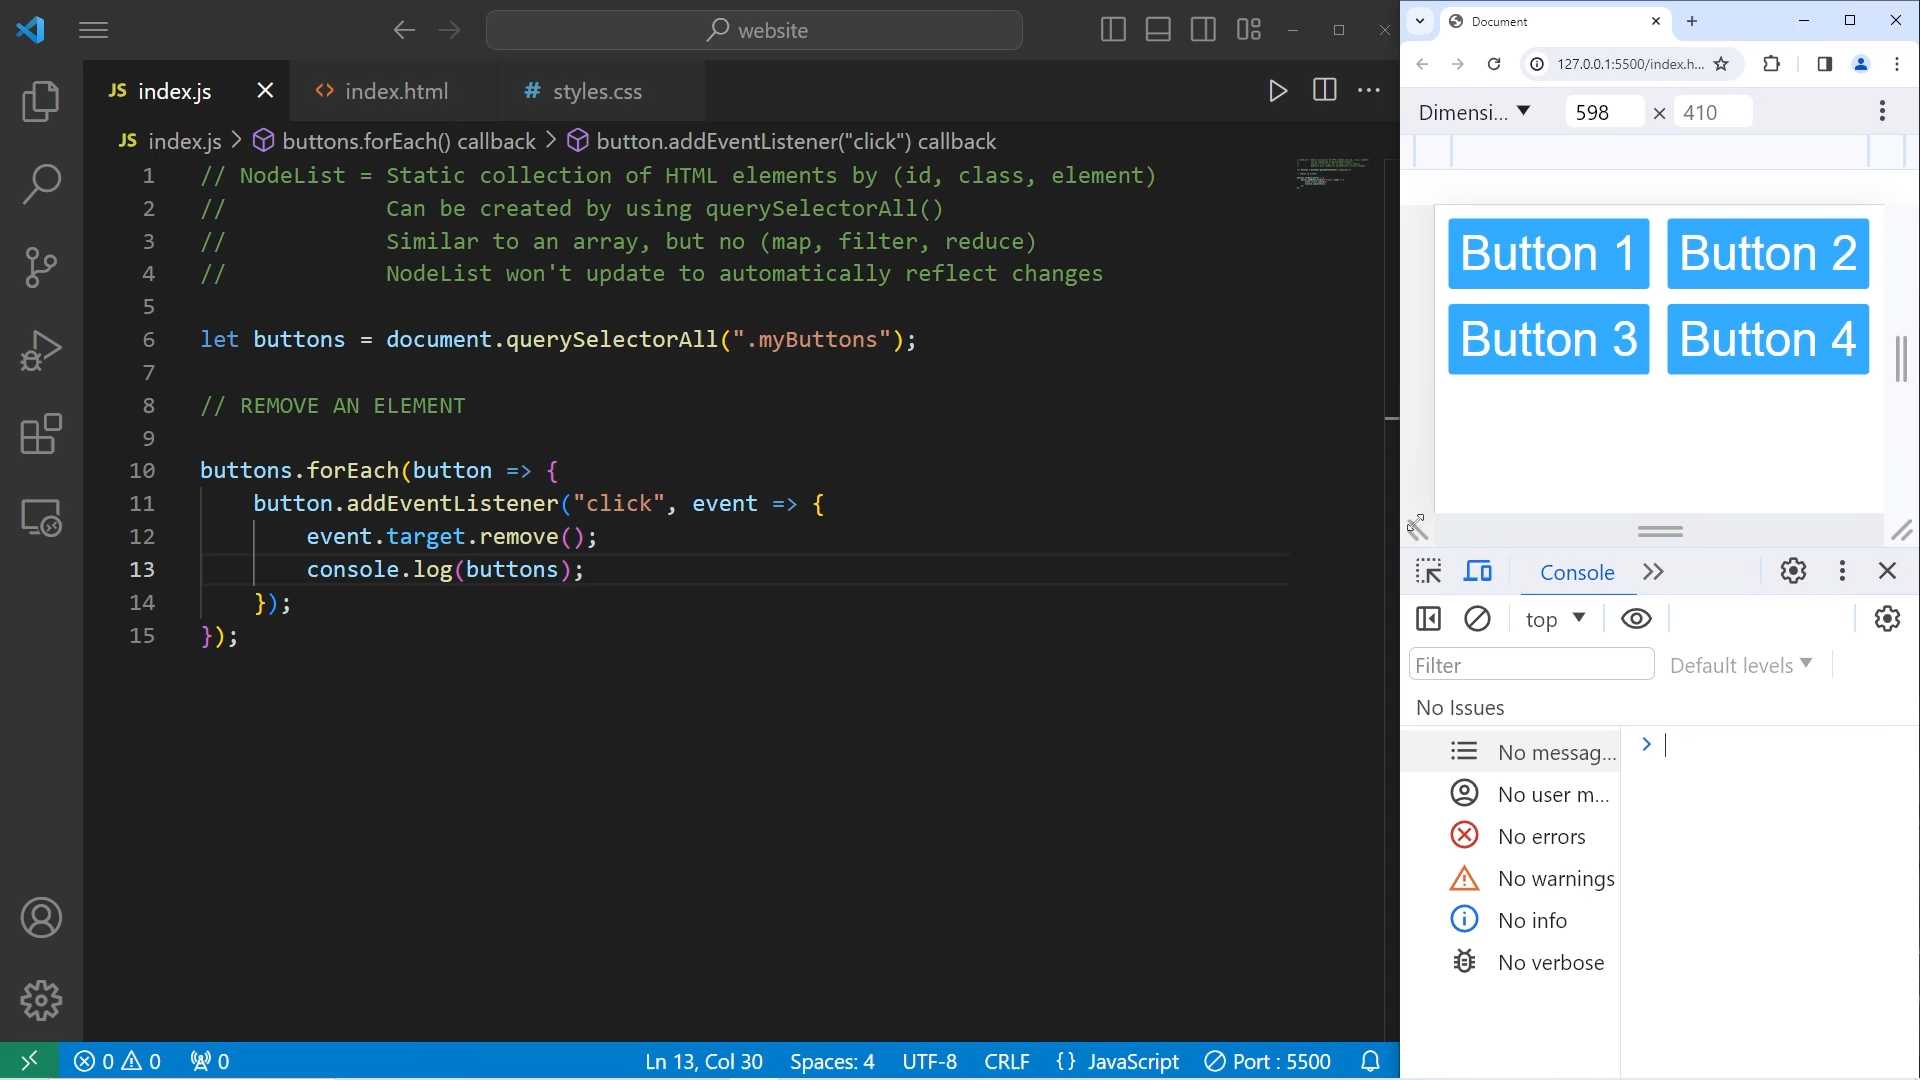 website
JS index.js
<> index.html
# styles.css
JS index.js > buttons.forEach() callback > button.addEventListener("click") callback
1 // NodeList = Static collection of HTML elements by (id, class, element)
2 //            Can be created by using querySelectorAll()
3 //            Similar to an array, but no (map, filter, reduce)
4 //            NodeList won't update to automatically reflect changes
5
6 let buttons = document.querySelectorAll(".myButtons");
7
8 // REMOVE AN ELEMENT
9
10 buttons.forEach(button => {
11     button.addEventListener("click", event => {
12         event.target.remove();
13         console.log(buttons);
14     });
15 });
0 0 0
Ln 13, Col 30
Spaces: 4
UTF-8
CRLF
{ } JavaScript
Port : 5500
Document
127.0.0.1:5500/index.h...
Dimensi... 598 × 410
Button 1 Button 2
Button 3 Button 4
Console
top
Filter
Default levels
No Issues
No messag...
No user m...
No errors
No warnings
No info
No verbose